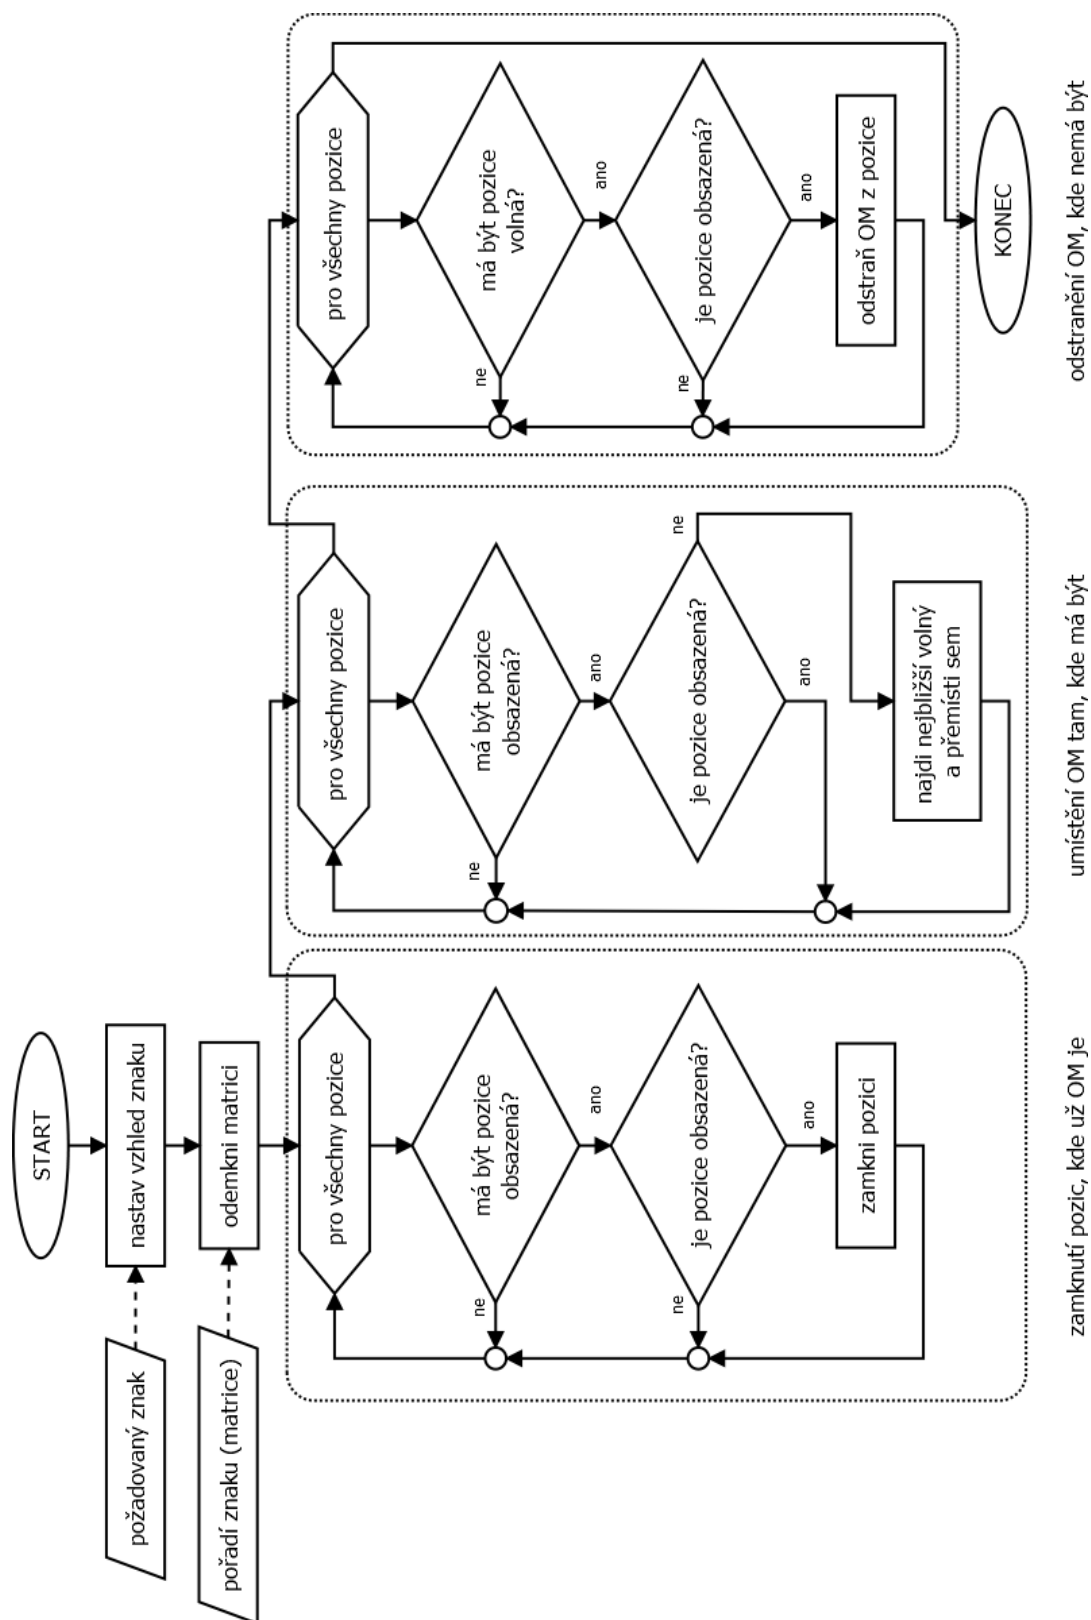 START
požadovaný znak
nastav vzhled znaku
pořadí znaku (matrice)
odemkni matrici
pro všechny pozice
má být pozice
obsazená?
ne
ano
je pozice obsazená?
ne
ano
zamkni pozici
zamknutí pozic, kde už OM je
pro všechny pozice
má být pozice
obsazená?
ne
ano
je pozice obsazená?
ne
ano
najdi nejbližší volný
a přemísti sem
umístění OM tam, kde má být
pro všechny pozice
má být pozice
volná?
ne
ano
je pozice obsazená?
ne
ano
odstraň OM z pozice
KONEC
odstranění OM, kde nemá být